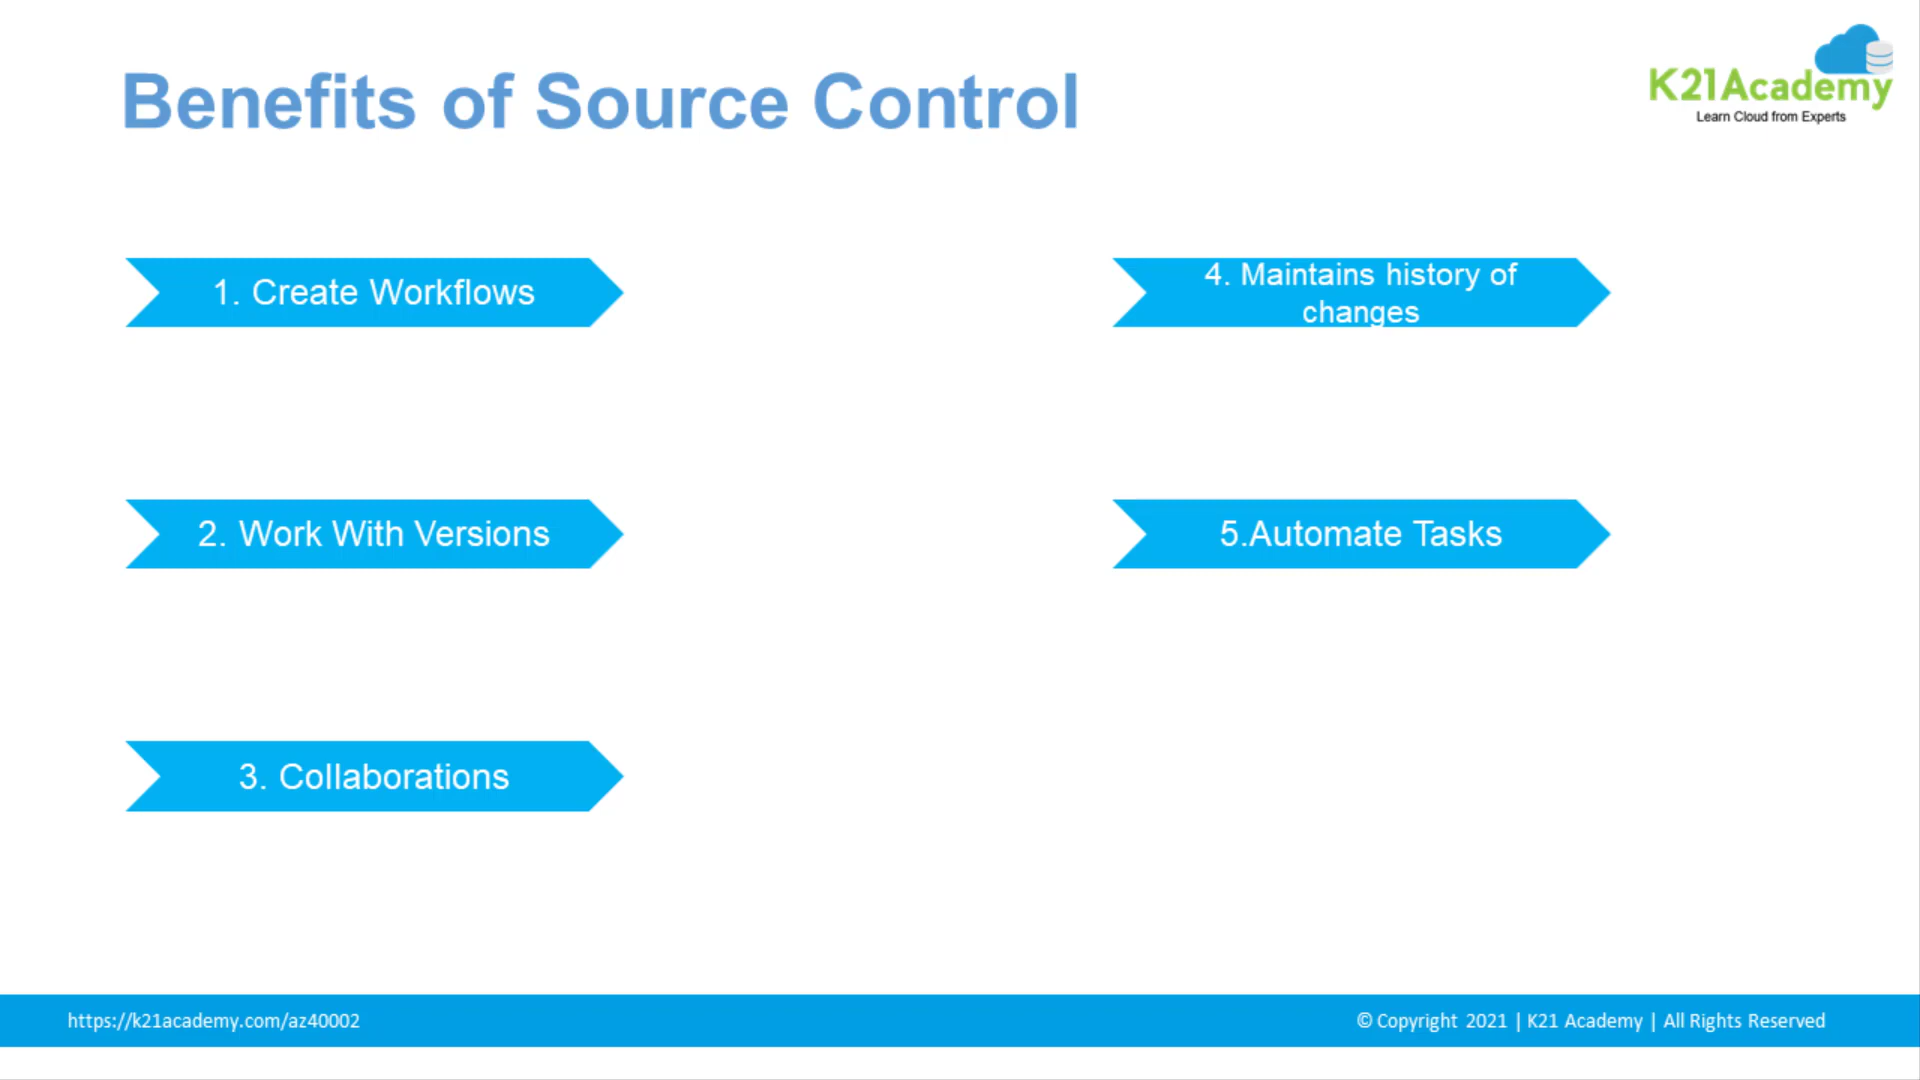 Benefits of Source Control
K21Academy
Learn Cloud from Experts
1. Create Workflows
2. Work With Versions
3. Collaborations
4. Maintains history of
changes
5.Automate Tasks
https://k21academy.com/az40002
© Copyright 2021 | K21 Academy | All Rights Reserved